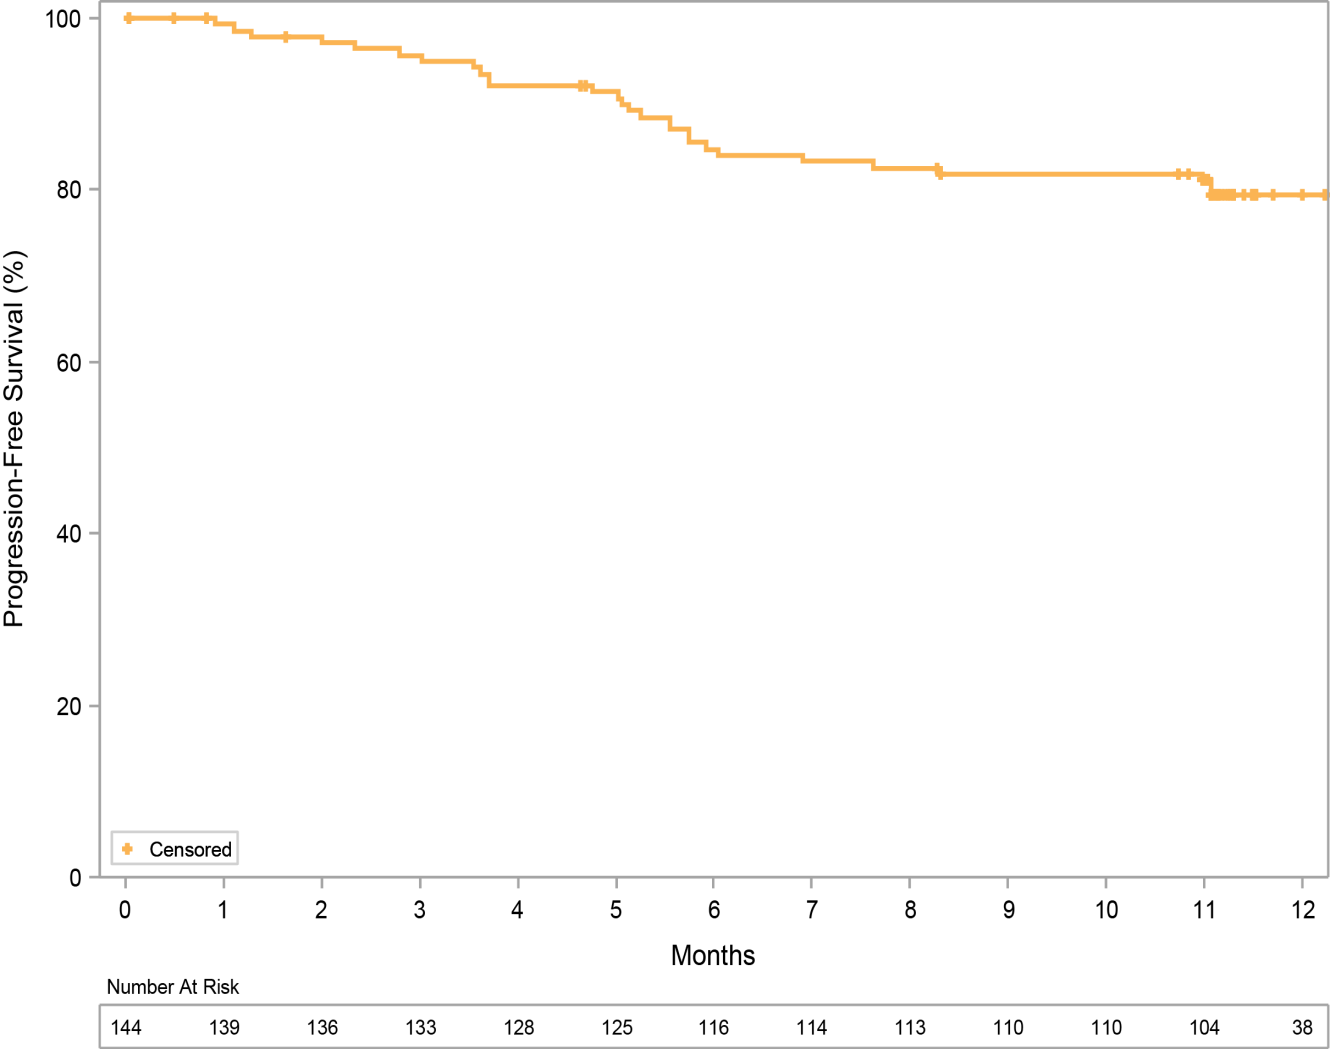 Progression-Free Survival (%)
100
80
60
40
20
0
Censored
0 1 2 3 4 5 6 7 8 9 10 11 12
Months
Number At Risk
144 139 136 133 128 125 116 114 113 110 110 104 38